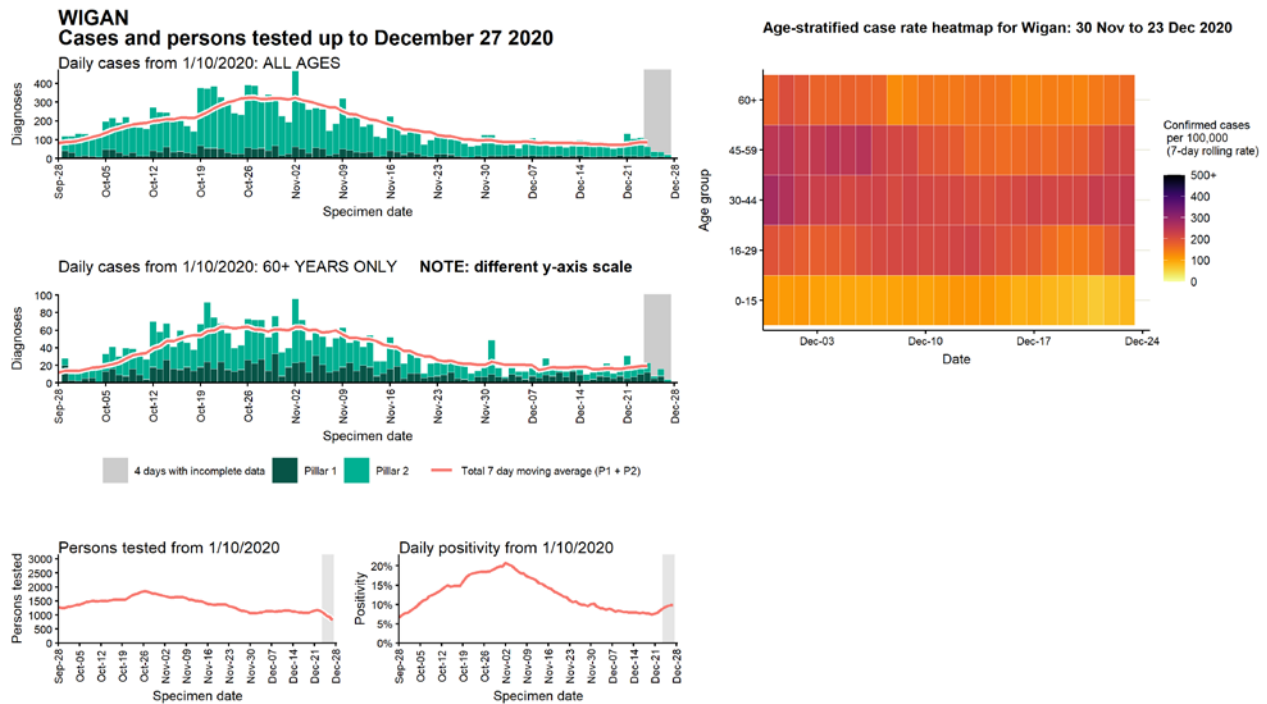 WIGAN
Cases and persons tested up to December 27 2020
Daily cases from 1/10/2020: ALL AGES
Diagnoses
400
300
200
100
0
Sep-28
Oct-05
Oct-12
Oct-19
Oct-26
Nov-02
Nov-09
Nov-16
Nov-23
Nov-30
Dec-07
Dec-14
Dec-21
Dec-28
Specimen date
Daily cases from 1/10/2020: 60+ YEARS ONLY NOTE: different y-axis scale
Diagnoses
100
80
60
40
20
0
Sep-28
Oct-05
Oct-12
Oct-19
Oct-26
Nov-02
Nov-09
Nov-16
Nov-23
Nov-30
Dec-07
Dec-14
Dec-21
Dec-28
Specimen date
4 days with incomplete data Pillar 1 Pillar 2 Total 7 day moving average (P1 + P2)
Persons tested from 1/10/2020
Persons tested
3000
2500
2000
1500
1000
500
0
Sep-28
Oct-05
Oct-12
Oct-19
Oct-26
Nov-02
Nov-09
Nov-16
Nov-23
Nov-30
Dec-07
Dec-14
Dec-21
Dec-28
Specimen date
Daily positivity from 1/10/2020
Positivity
20%
15%
10%
5%
0%
Sep-28
Oct-05
Oct-12
Oct-19
Oct-26
Nov-02
Nov-09
Nov-16
Nov-23
Nov-30
Dec-07
Dec-14
Dec-21
Dec-28
Specimen date
Age-stratified case rate heatmap for Wigan: 30 Nov to 23 Dec 2020
Age group
60+
45-59
30-44
16-29
0-15
Dec-03
Dec-10
Dec-17
Dec-24
Date
Confirmed cases
per 100,000
(7-day rolling rate)
500+
400
300
200
100
0